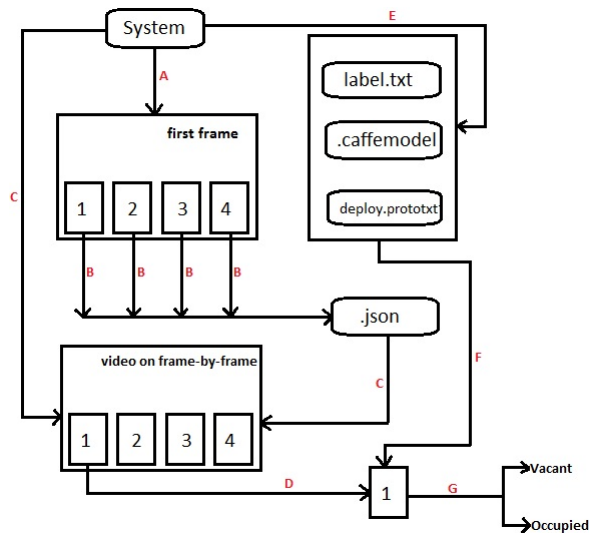 System
E
A
label.txt
first frame
.caffemodel
C
1 2 3 4
deploy.prototxt
B B B B
.json
video on frame-by-frame
F
C
1 2 3 4
D
1
G
Vacant
Occupied